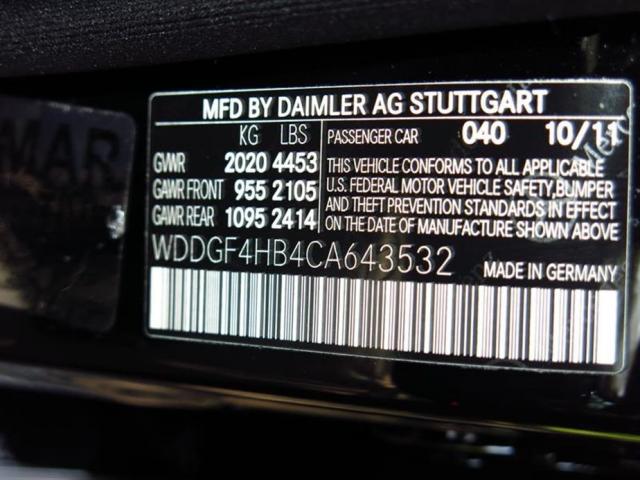 MFD BY DAIMLER AG STUTTGART
KG LBS
GVWR 2020 4453
GAWR FRONT 955 2105
GAWR REAR 1095 2414
PASSENGER CAR 040 10/11
THIS VEHICLE CONFORMS TO ALL APPLICABLE
U.S. FEDERAL MOTOR VEHICLE SAFETY, BUMPER
AND THEFT PREVENTION STANDARDS IN EFFECT
ON THE DATE OF MANUFACTURE SHOWN ABOVE
WDDGF4HB4CA643532 MADE IN GERMANY
MAR